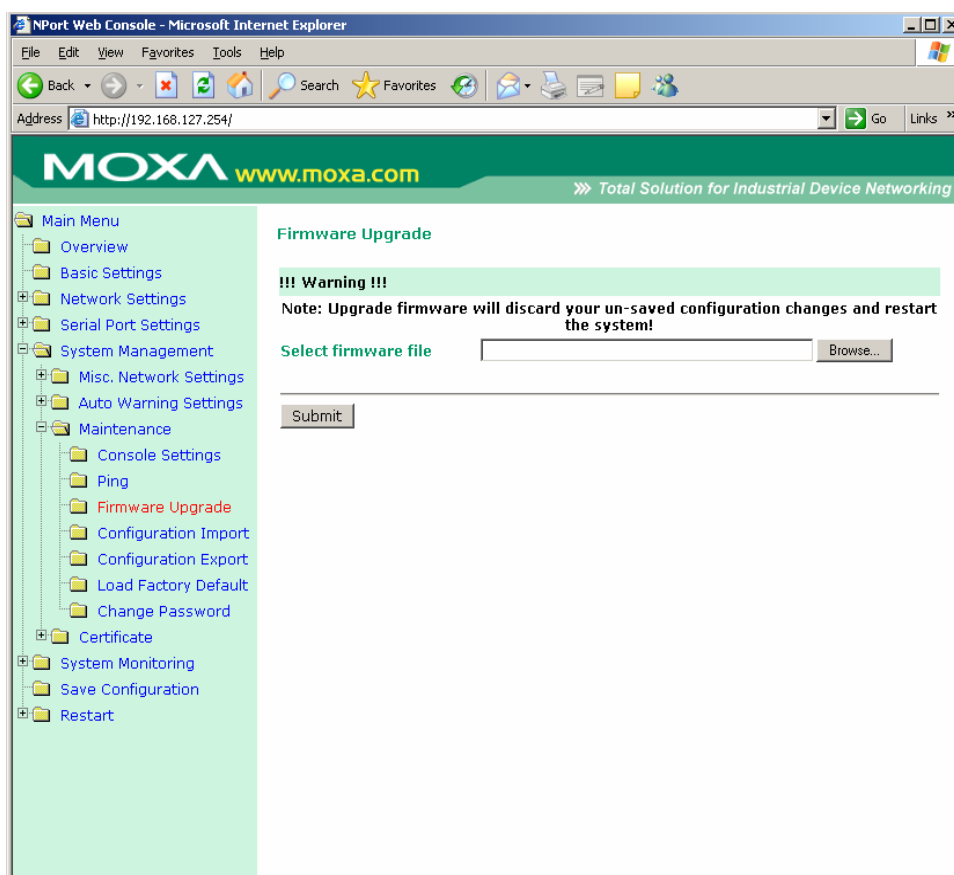 NPort Web Console - Microsoft Internet Explorer
File Edit View Favorites Tools Help
Back Search Favorites
Address http://192.168.127.254/ Go Links »
MOXA www.moxa.com
Total Solution for Industrial Device Networking
Main Menu
Overview
Basic Settings
Network Settings
Serial Port Settings
System Management
Misc. Network Settings
Auto Warning Settings
Maintenance
Console Settings
Ping
Firmware Upgrade
Configuration Import
Configuration Export
Load Factory Default
Change Password
Certificate
System Monitoring
Save Configuration
Restart
Firmware Upgrade
!!! Warning !!!
Note: Upgrade firmware will discard your un-saved configuration changes and restart
the system!
Select firmware file Browse...
Submit